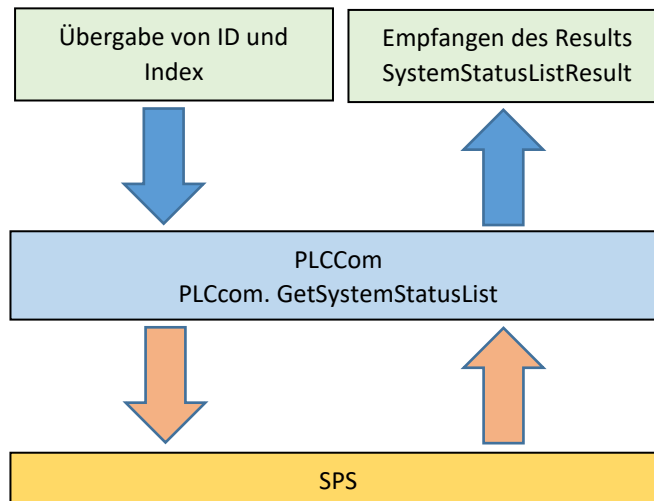 Übergabe von ID und
Index
Empfangen des Results
SystemStatusListResult
PLCCom
PLCcom. GetSystemStatusList
SPS